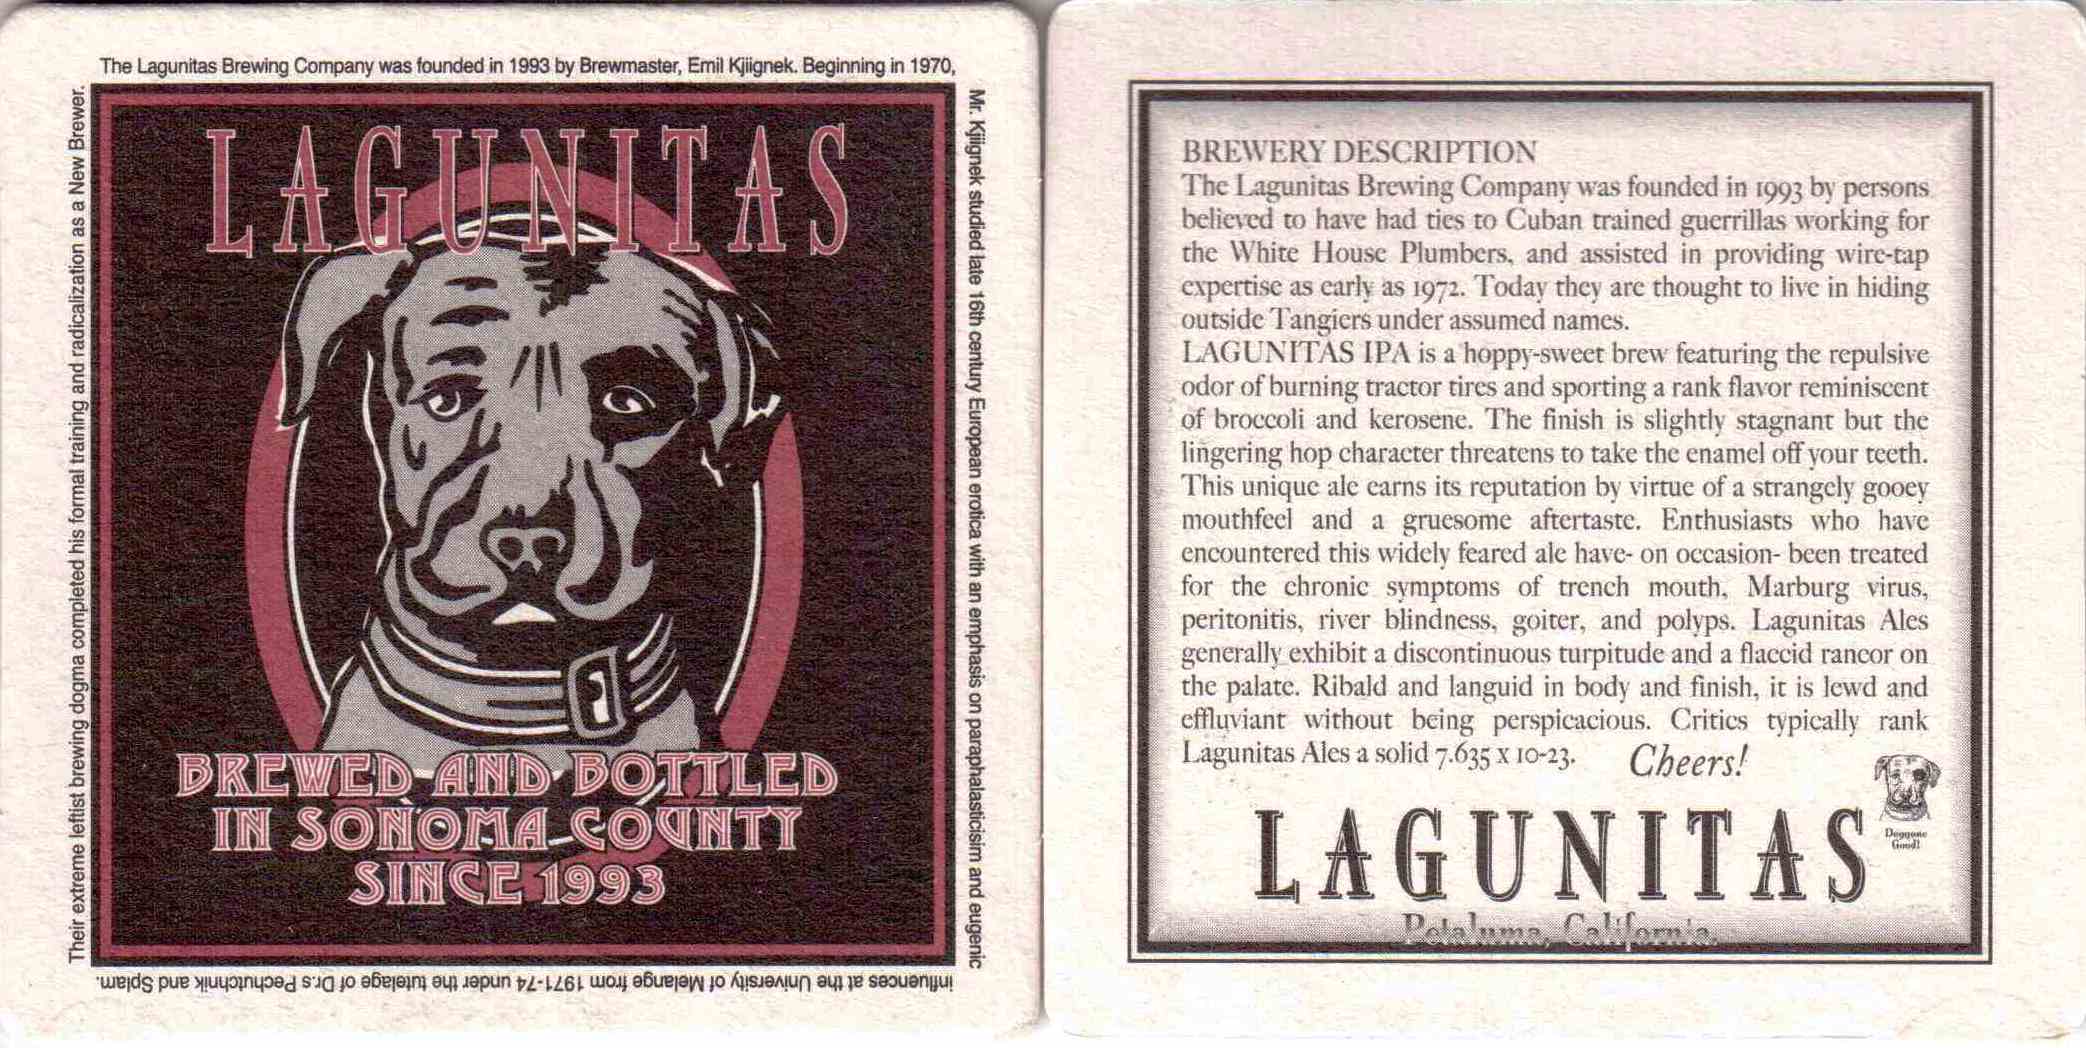 The Lagunitas Brewing Company was founded in 1993 by Brewmaster, Emil Kjiignek. Beginning in 1970,
Mr. Kjiignek studied late 16th century European erotica with an emphasis on paraphalasticisim and eugenic
influences at the University of Melange from 1971-74 under the tutelage of D'r.s Pechutchnik and Splam.
Their extreme leftist brewing dogma completed his formal training and radicalization as a New Brewer.
LAGUNITAS
BREWED AND BOTTLED
IN SONOMA COUNTY
SINCE 1993
BREWERY DESCRIPTION
The Lagunitas Brewing Company was founded in 1993 by persons
believed to have had ties to Cuban trained guerrillas working for
the White House Plumbers, and assisted in providing wire-tap
expertise as early as 1972. Today they are thought to live in hiding
outside Tangiers under assumed names.
LAGUNITAS IPA is a hoppy-sweet brew featuring the repulsive
odor of burning tractor tires and sporting a rank flavor reminiscent
of broccoli and kerosene. The finish is slightly stagnant but the
lingering hop character threatens to take the enamel off your teeth.
This unique ale earns its reputation by virtue of a strangely gooey
mouthfeel and a gruesome aftertaste. Enthusiasts who have
encountered this widely feared ale have- on occasion- been treated
for the chronic symptoms of trench mouth, Marburg virus,
peritonitis, river blindness, goiter, and polyps. Lagunitas Ales
generally exhibit a discontinuous turpitude and a flaccid rancor on
the palate. Ribald and languid in body and finish, it is lewd and
effluviant without being perspicacious. Critics typically rank
Lagunitas Ales a solid 7.635 x 10-23. Cheers!
Doggone
Good!
LAGUNITAS
Petaluma, California.